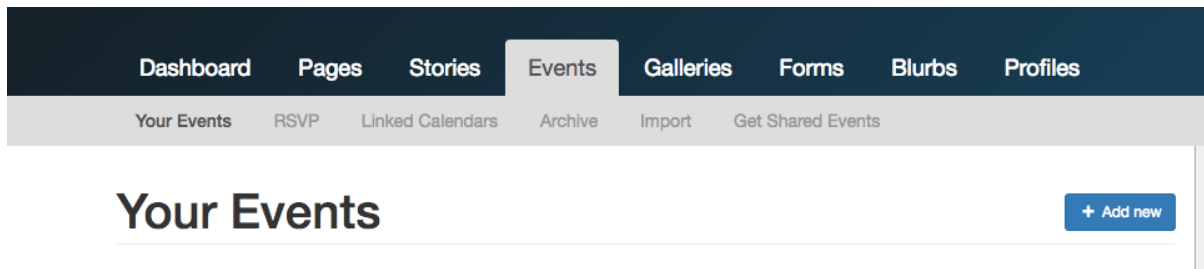 Dashboard Pages Stories Events Galleries Forms Blurbs Profiles
Your Events RSVP Linked Calendars Archive Import Get Shared Events
Your Events + Add new